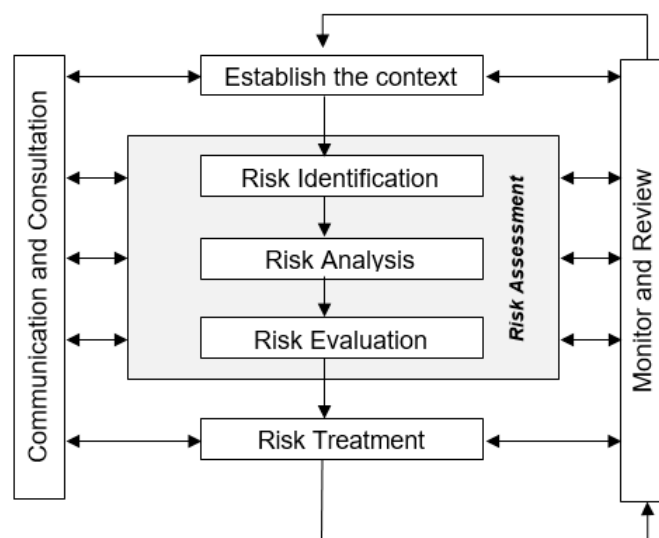 Establish the context
Communication and Consultation
Risk Identification
Risk Analysis
Risk Evaluation
Risk Assessment
Monitor and Review
Risk Treatment